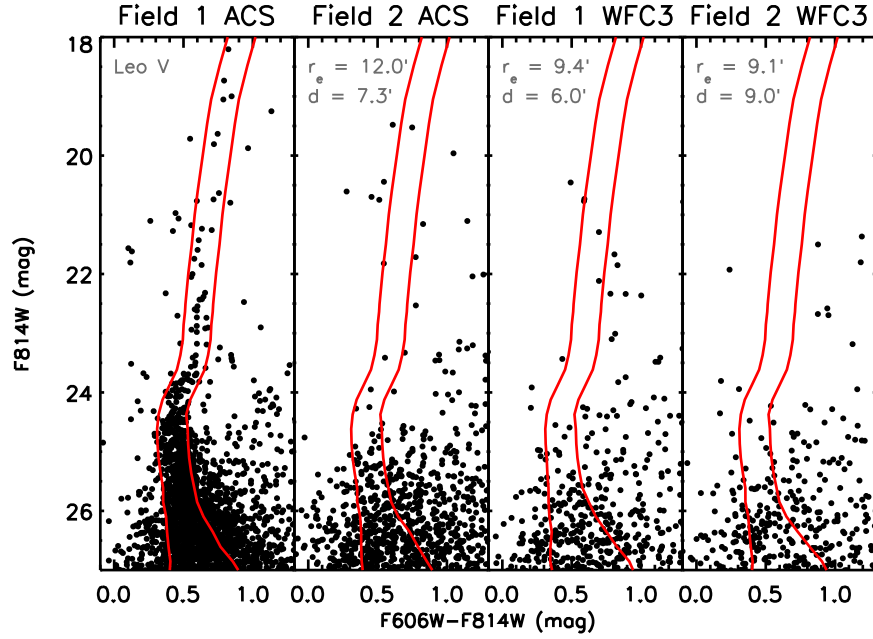 Field 1 ACS
Field 2 ACS
Field 1 WFC3
Field 2 WFC3
Leo V
r_e = 12.0'
d = 7.3'
r_e = 9.4'
d = 6.0'
r_e = 9.1'
d = 9.0'
18
20
22
24
26
F814W (mag)
0.0 0.5 1.0 0.0 0.5 1.0 0.0 0.5 1.0 0.0 0.5 1.0
F606W−F814W (mag)